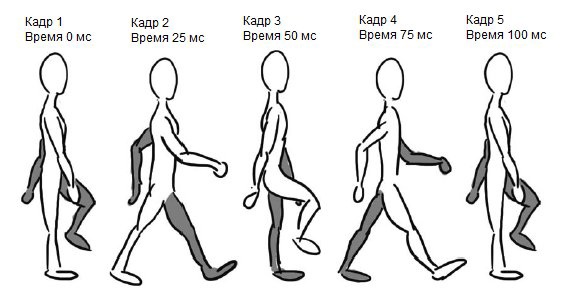 Кадр 1
Время 0 мс
Кадр 2
Время 25 мс
Кадр 3
Время 50 мс
Кадр 4
Время 75 мс
Кадр 5
Время 100 мс